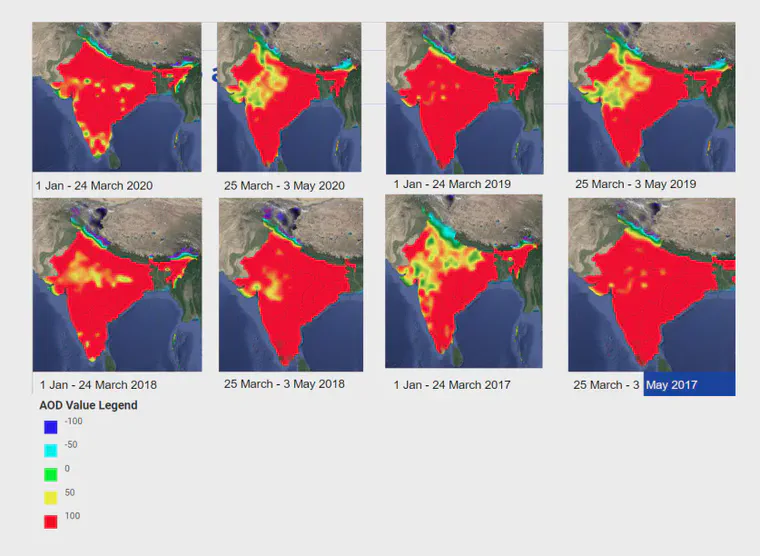 a
1 Jan - 24 March 2020
25 March - 3 May 2020
1 Jan - 24 March 2019
25 March - 3 May 2019
1 Jan - 24 March 2018
25 March - 3 May 2018
1 Jan - 24 March 2017
25 March - 3 May 2017
AOD Value Legend
-100
-50
0
50
100